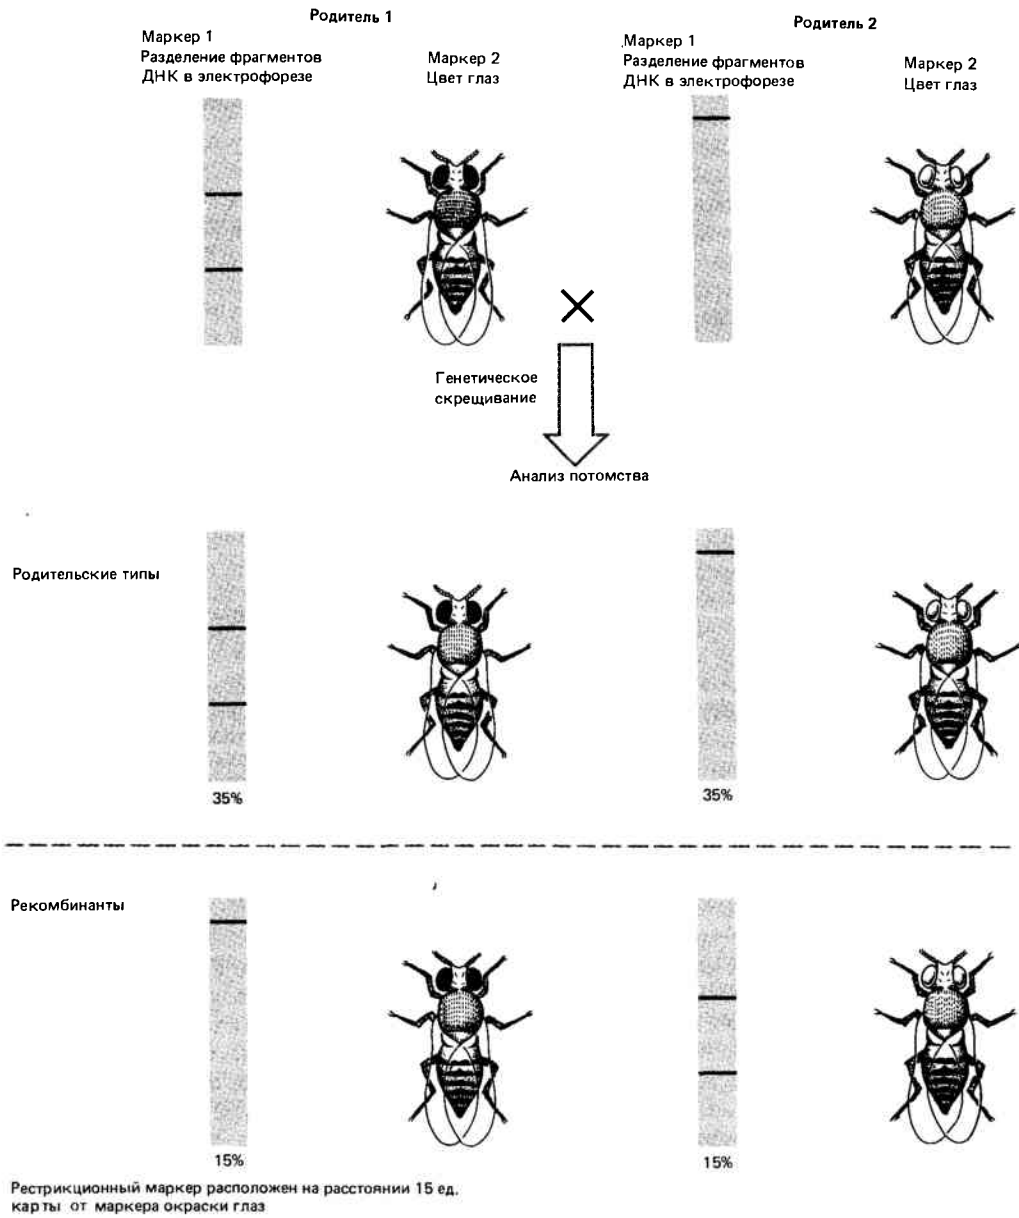 Родитель 1
Маркер 1
Разделение фрагментов
ДНК в электрофорезе
Маркер 2
Цвет глаз
Родитель 2
Маркер 1
Разделение фрагментов
ДНК в электрофорезе
Маркер 2
Цвет глаз
Генетическое
скрещивание
Анализ потомства
Родительские типы
35%
35%
Рекомбинанты
15%
15%
Рестрикционный маркер расположен на расстоянии 15 ед.
карты от маркера окраски глаз